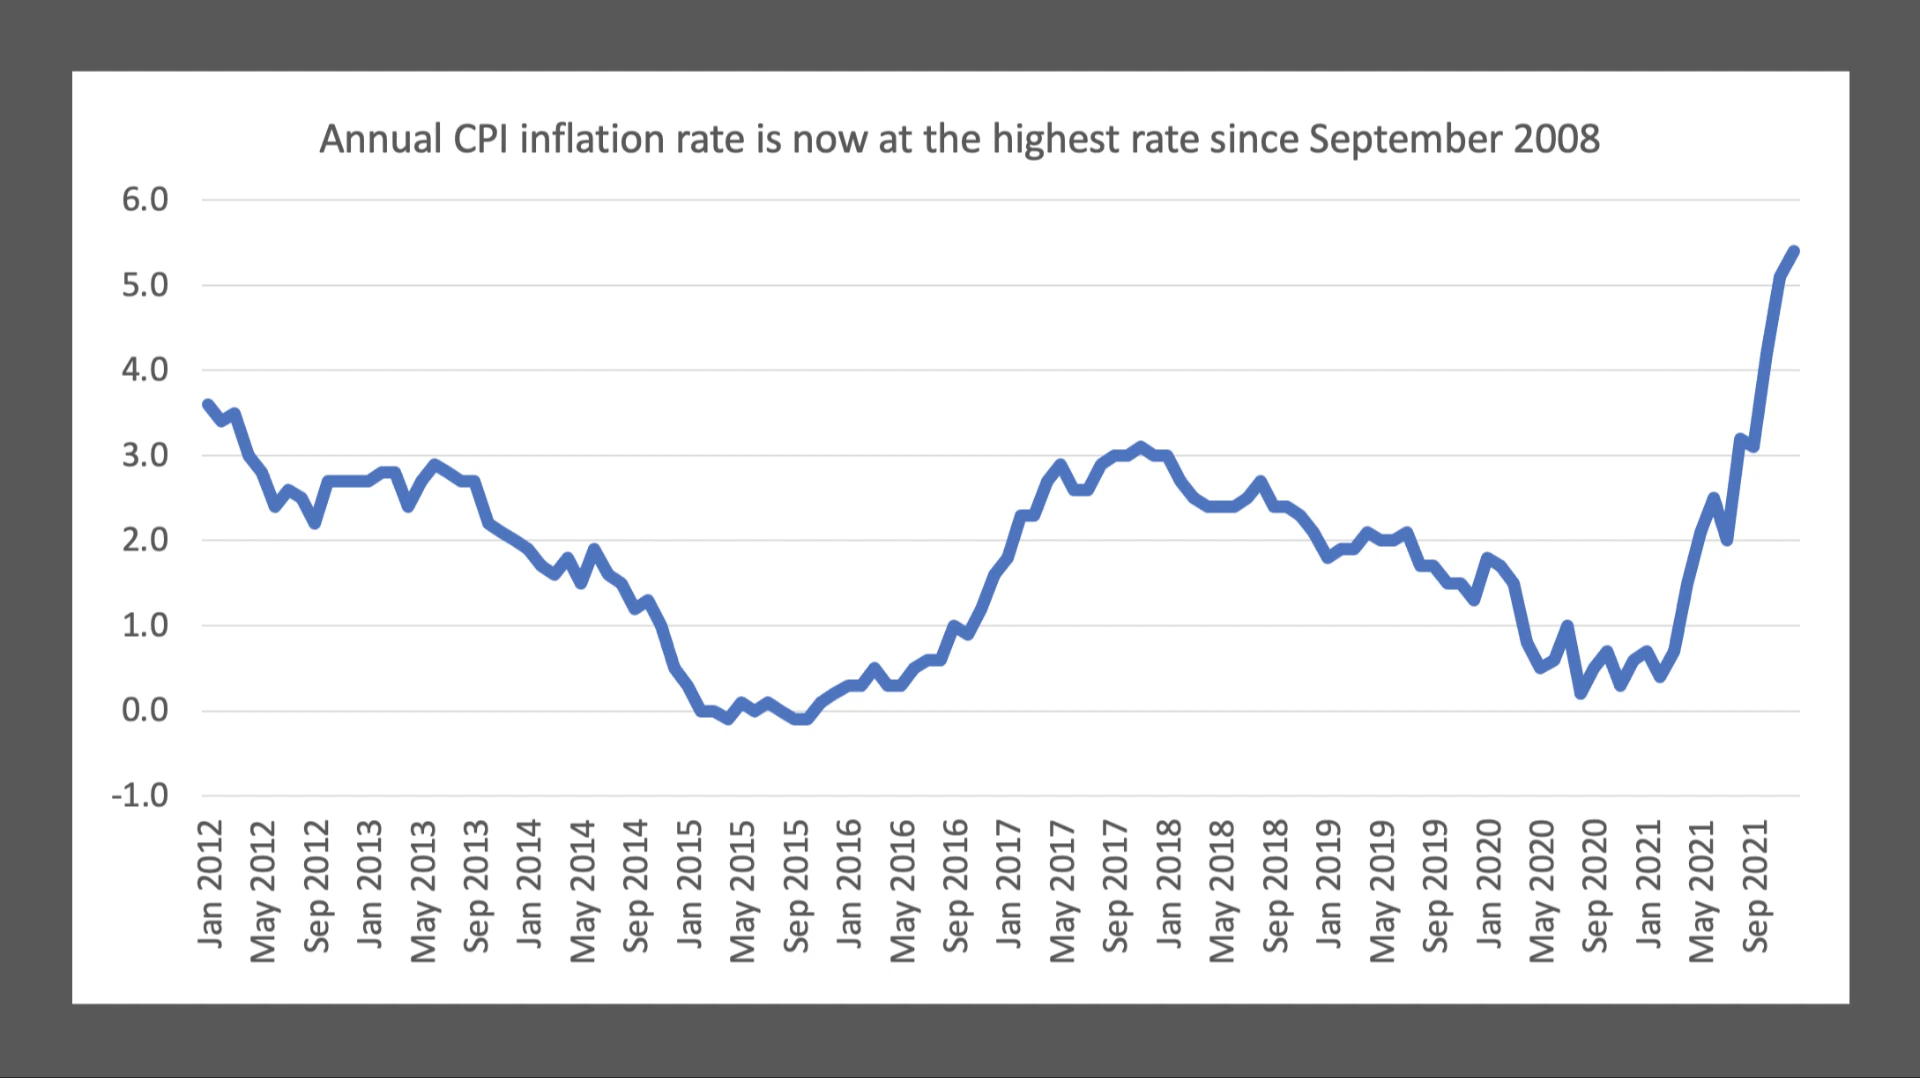 Annual CPI inflation rate is now at the highest rate since September 2008
6.0
5.0
4.0
3.0
2.0
1.0
0.0
-1.0
Jan 2012
May 2012
Sep 2012
Jan 2013
May 2013
Sep 2013
Jan 2014
May 2014
Sep 2014
Jan 2015
May 2015
Sep 2015
Jan 2016
May 2016
Sep 2016
Jan 2017
May 2017
Sep 2017
Jan 2018
May 2018
Sep 2018
Jan 2019
May 2019
Sep 2019
Jan 2020
May 2020
Sep 2020
Jan 2021
May 2021
Sep 2021